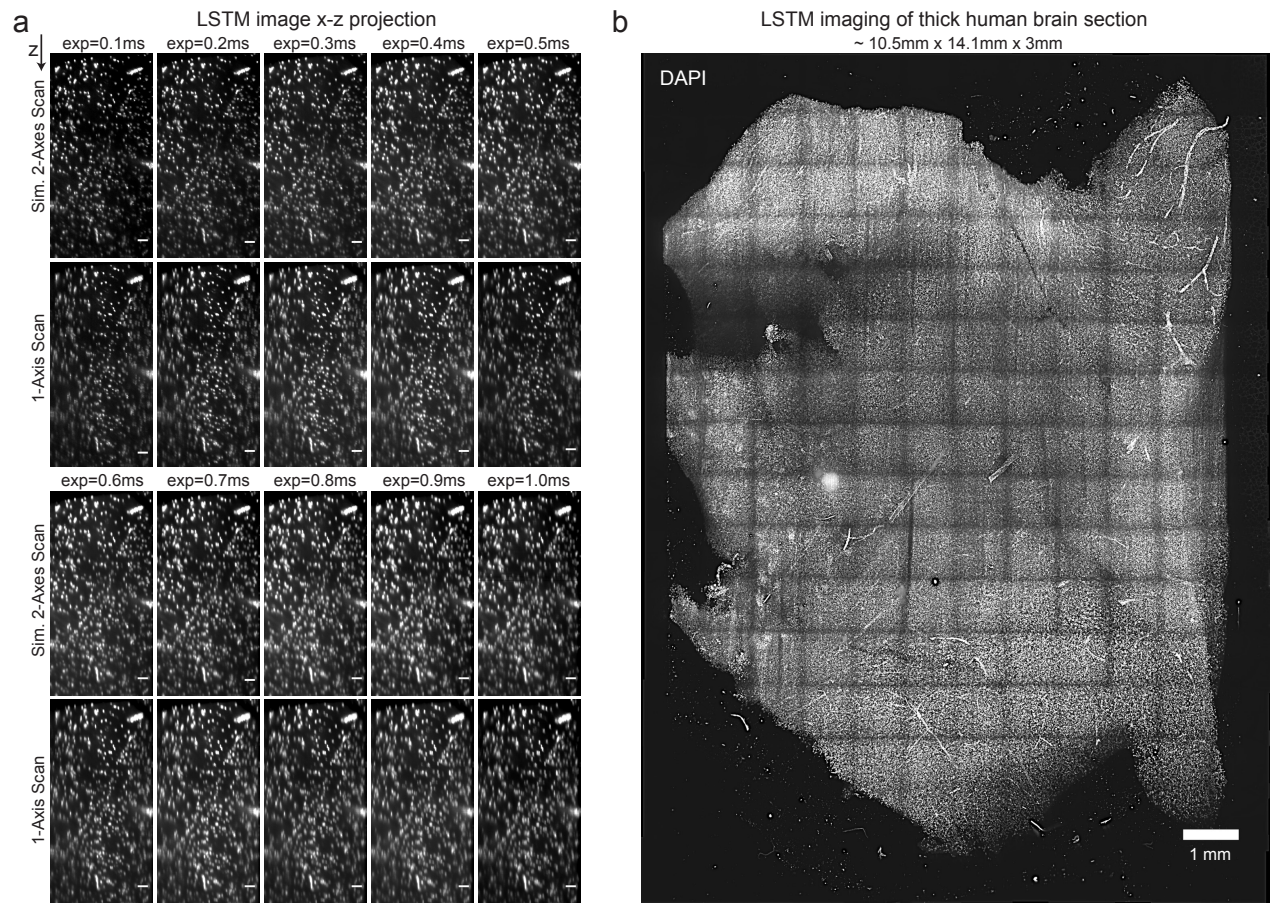 a
LSTM image x-z projection
z
exp=0.1ms exp=0.2ms exp=0.3ms exp=0.4ms exp=0.5ms
Sim. 2-Axes Scan
1-Axis Scan
exp=0.6ms exp=0.7ms exp=0.8ms exp=0.9ms exp=1.0ms
Sim. 2-Axes Scan
1-Axis Scan
b
LSTM imaging of thick human brain section
~ 10.5mm x 14.1mm x 3mm
DAPI
1 mm